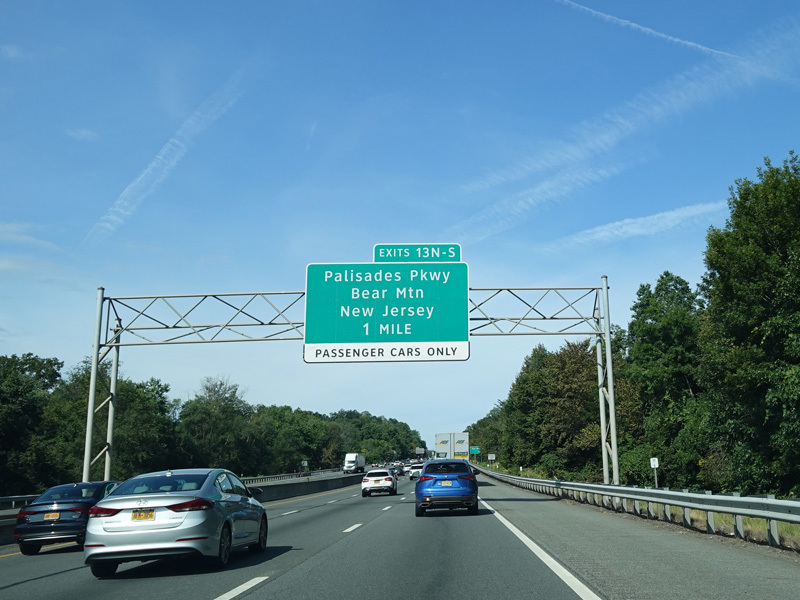 EXITS 13N-S
Palisades Pkwy
Bear Mtn
New Jersey
1 MILE
PASSENGER CARS ONLY